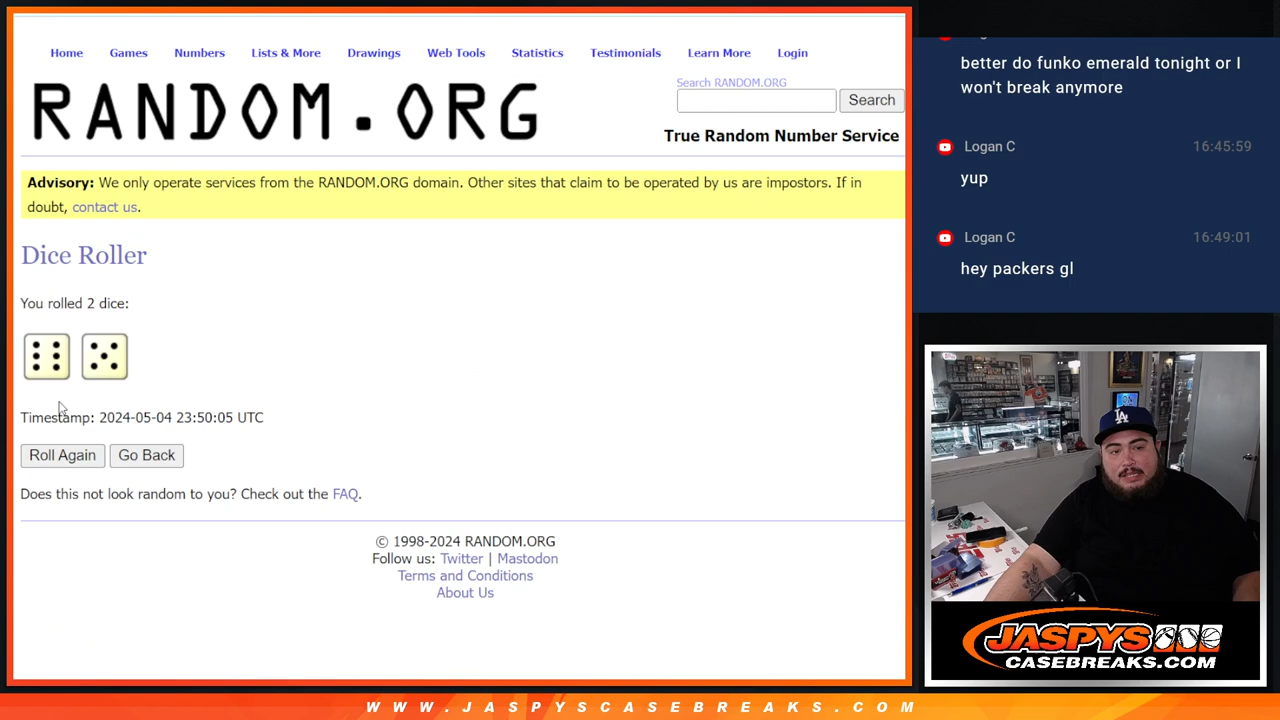 Home Games Numbers Lists & More Drawings Web Tools Statistics Testimonials Learn More Login
RANDOM.ORG
Search RANDOM.ORG
Search
True Random Number Service
Advisory: We only operate services from the RANDOM.ORG domain. Other sites that claim to be operated by us are impostors. If in
doubt, contact us.
Dice Roller
You rolled 2 dice:
Timestamp: 2024-05-04 23:50:05 UTC
Roll Again Go Back
Does this not look random to you? Check out the FAQ.
© 1998-2024 RANDOM.ORG
Follow us: Twitter | Mastodon
Terms and Conditions
About Us
better do funko emerald tonight or I
won't break anymore
Logan C 16:45:59
yup
Logan C 16:49:01
hey packers gl
LA
JASPYS
CASEBREAKS.COM
WWW.JASPYSCASEBREAKS.COM